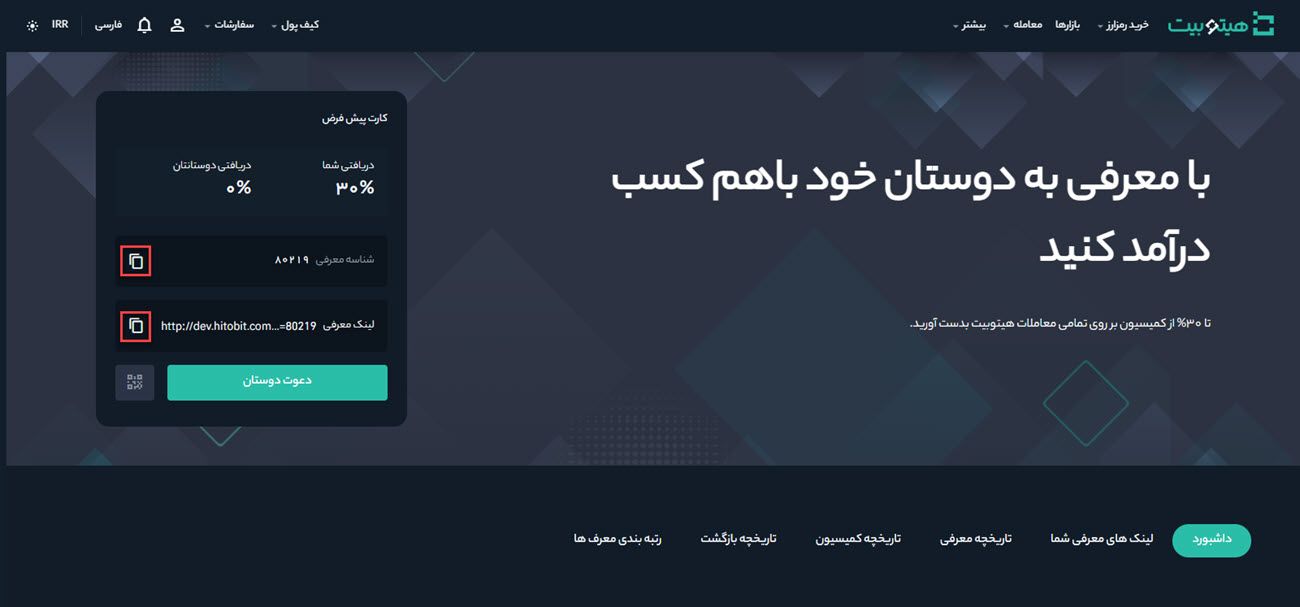 هیتوبیت
خرید رمزارز
بازارها
معامله
بیشتر
کیف پول
سفارشات
فارسی
IRR
با معرفی به دوستان خود باهم کسب
درآمد کنید
تا ۳۰% از کمیسیون بر روی تمامی معاملات هیتوبیت بدست آورید.
کارت پیش فرض
دریافتی شما
۳۰%
دریافتی دوستانتان
۰%
شناسه معرفی ۸۰۲۱۹
لینک معرفی http://dev.hitobit.com...=80219
دعوت دوستان
داشبورد
لینک های معرفی شما
تاریخچه معرفی
تاریخچه کمیسیون
تاریخچه بازگشت
رتبه بندی معرف ها